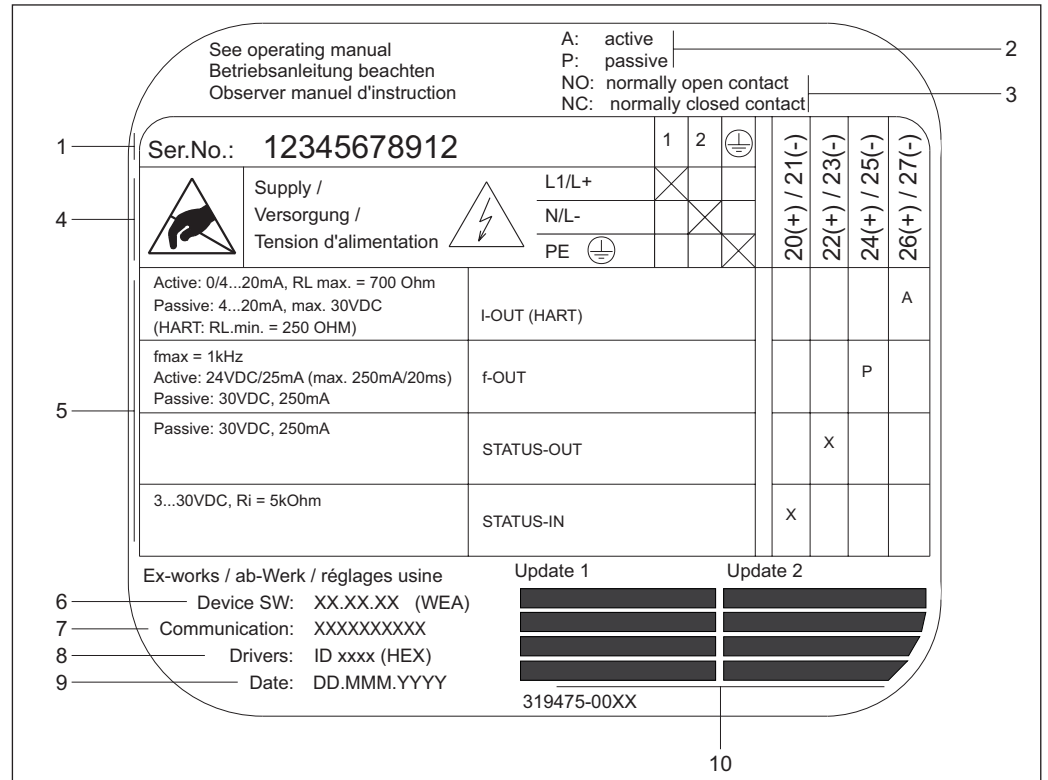 See operating manual
Betriebsanleitung beachten
Observer manuel d'instruction
A: active
P: passive
NO: normally open contact
NC: normally closed contact
2
3
1
Ser.No.: 12345678912
1 2
20(+) / 21(-)
22(+) / 23(-)
24(+) / 25(-)
26(+) / 27(-)
4
Supply /
Versorgung /
Tension d'alimentation
L1/L+
N/L-
PE
5
Active: 0/4...20mA, RL max. = 700 Ohm
Passive: 4...20mA, max. 30VDC
(HART: RL.min. = 250 OHM)
I-OUT (HART)
A
fmax = 1kHz
Active: 24VDC/25mA (max. 250mA/20ms)
Passive: 30VDC, 250mA
f-OUT
P
Passive: 30VDC, 250mA
STATUS-OUT
X
3...30VDC, Ri = 5kOhm
STATUS-IN
X
Ex-works / ab-Werk / réglages usine
Update 1
Update 2
6
Device SW: XX.XX.XX (WEA)
7
Communication: XXXXXXXXXX
8
Drivers: ID xxxx (HEX)
9
Date: DD.MMM.YYYY
319475-00XX
10